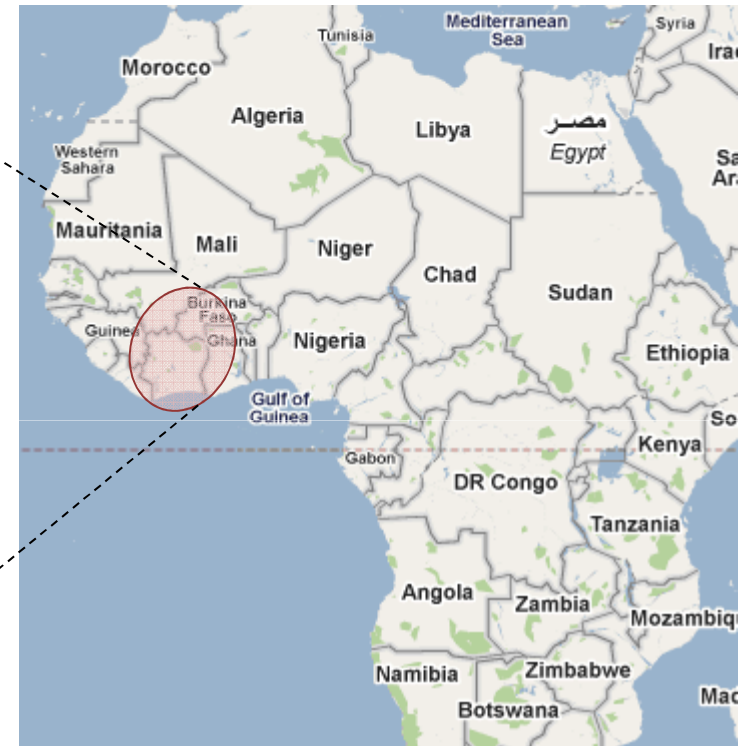 Mediterranean
Sea
Syria
Tunisia
Iraq
Morocco
Algeria
Libya
مصر
Egypt
Western
Sahara
Sa
Ar
Mauritania
Mali
Niger
Chad
Sudan
Burkina
Faso
Guinea
Ghana
Nigeria
Ethiopia
Gulf of
Guinea
So
Kenya
Gabon
DR Congo
Tanzania
Angola
Zambia
Mozambiqu
Namibia
Zimbabwe
Mad
Botswana